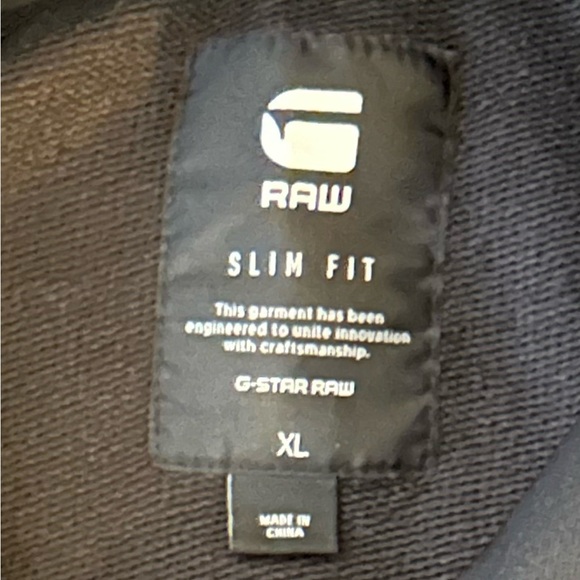 G
RAW
SLIM FIT
This garment has been
engineered to unite innovation
with craftsmanship.
G-STAR RAW
XL
MADE IN
CHINA